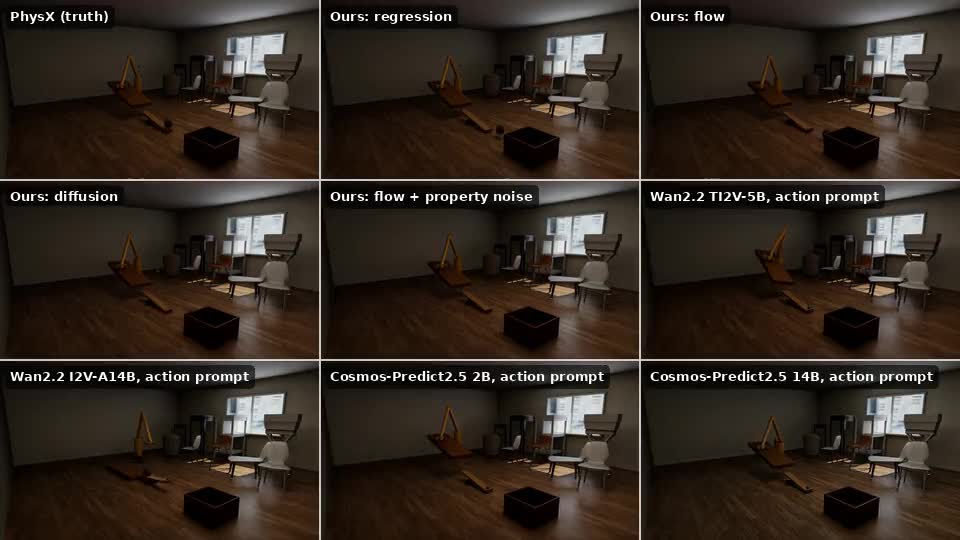 PhysX (truth)
Ours: regression
Ours: flow
Ours: diffusion
Ours: flow + property noise
Wan2.2 TI2V-5B, action prompt
Wan2.2 I2V-A14B, action prompt
Cosmos-Predict2.5 2B, action prompt
Cosmos-Predict2.5 14B, action prompt